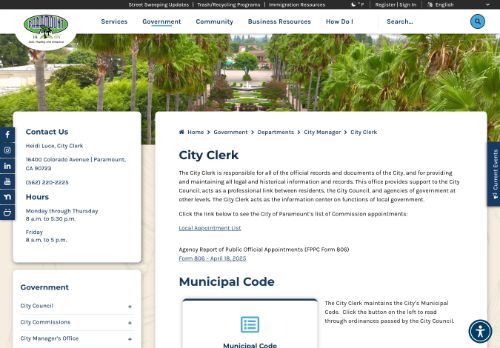 Street Sweeping Updates | Trash/Recycling Programs | Immigration Resources
° F | Register | Sign In | English
PARAMOUNT
Services Government Community Business Resources How Do I
Search...
Contact Us
Heidi Luce, City Clerk
16400 Colorado Avenue | Paramount,
CA 90723
(562) 220-2225
Hours
Monday through Thursday
8 a.m. to 5:30 p.m.
Friday
8 a.m. to 5 p.m.
Government
City Council +
City Commissions +
City Manager's Office +
Home > Government > Departments > City Manager > City Clerk
City Clerk
The City Clerk is responsible for all of the official records and documents of the City, and for providing
and maintaining all legal and historical information and records. This office provides support to the City
Council, acts as a professional link between residents, the City Council, and agencies of government at
other levels. The City Clerk acts as the information center on functions of local government.
Click the link below to see the City of Paramount's list of Commission appointments:
Local Appointment List
Agency Report of Public Official Appointments (FPPC Form 806)
Form 806 - April 18, 2025
Municipal Code
Municipal Code
The City Clerk maintains the City's Municipal
Code. Click the button on the left to read
through ordinances passed by the City Council.
Current Events